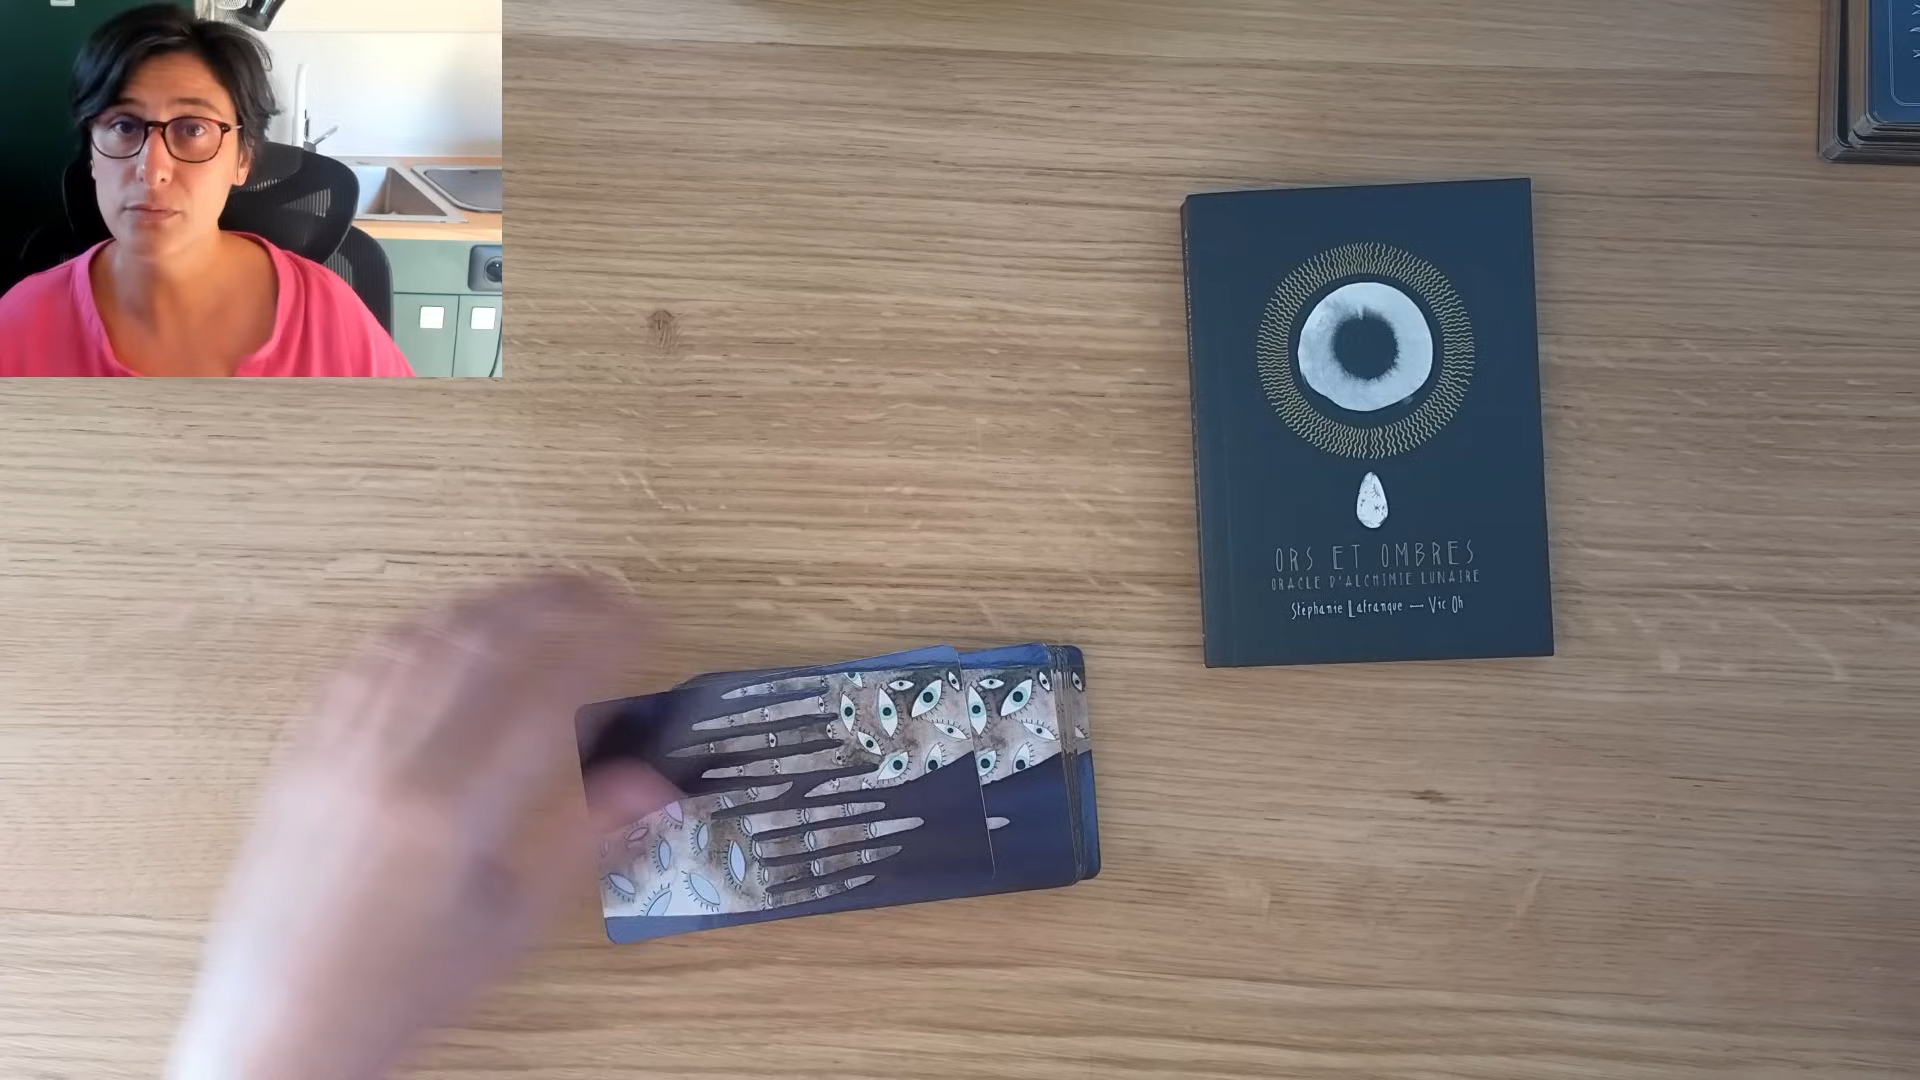 ORS ET OMBRES
ORACLE D'ALCHIMIE LUNAIRE
Stéphanie Lafranque — Vic Oh